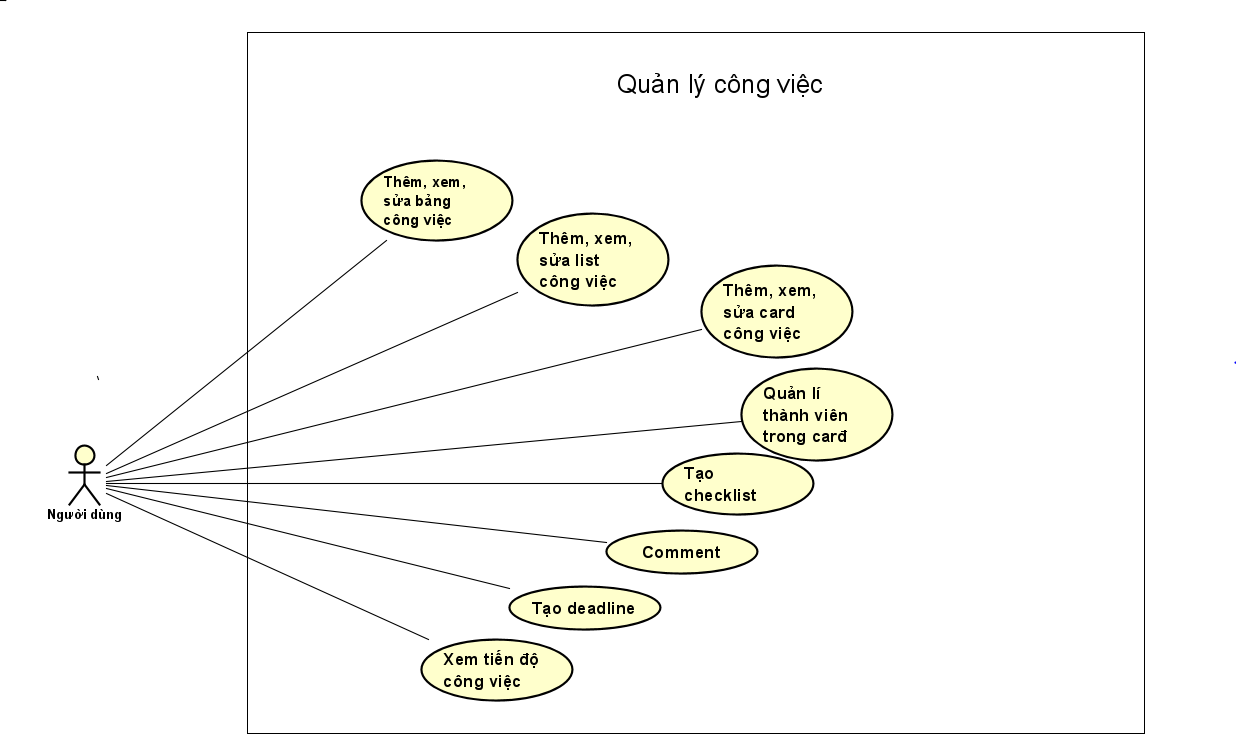 Quản lý công việc
Thêm, xem,
sửa bảng
công việc
Thêm, xem,
sửa list
công việc
Thêm, xem,
sửa card
công việc
Quản lí
thành viên
trong carđ
Tạo
checklist
Comment
Tạo deadline
Xem tiến độ
công việc
Người dùng